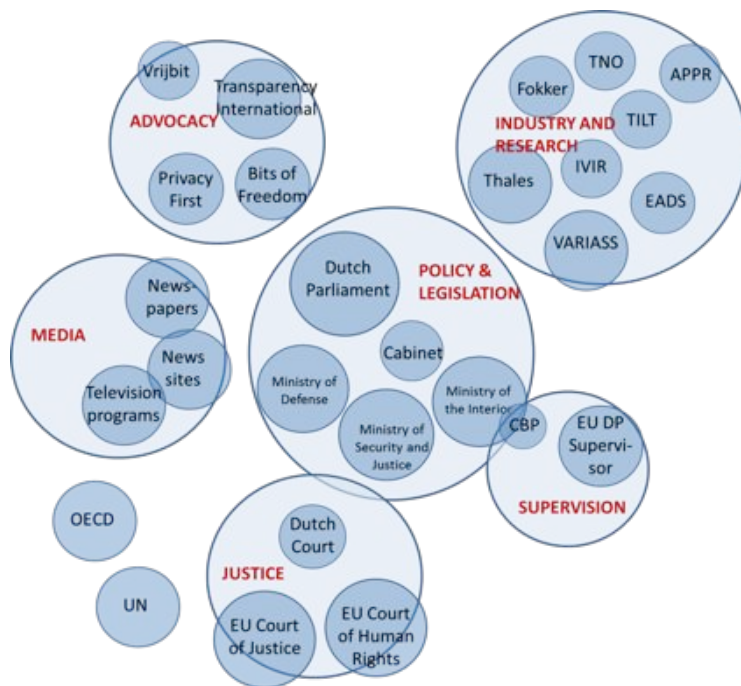 Vrijbit
Transparency
International
ADVOCACY
Privacy
First
Bits of
Freedom
TNO
APPR
Fokker
INDUSTRY AND
RESEARCH
TILT
IVIR
Thales
EADS
VARIASS
Dutch
Parliament
POLICY &
LEGISLATION
Cabinet
Ministry of
Defense
Ministry of
the Interior
Ministry of
Security and
Justice
News-
papers
MEDIA
News
sites
Television
programs
CBP
EU DP
Supervi-
sor
SUPERVISION
OECD
UN
Dutch
Court
JUSTICE
EU Court
of Justice
EU Court
of Human
Rights